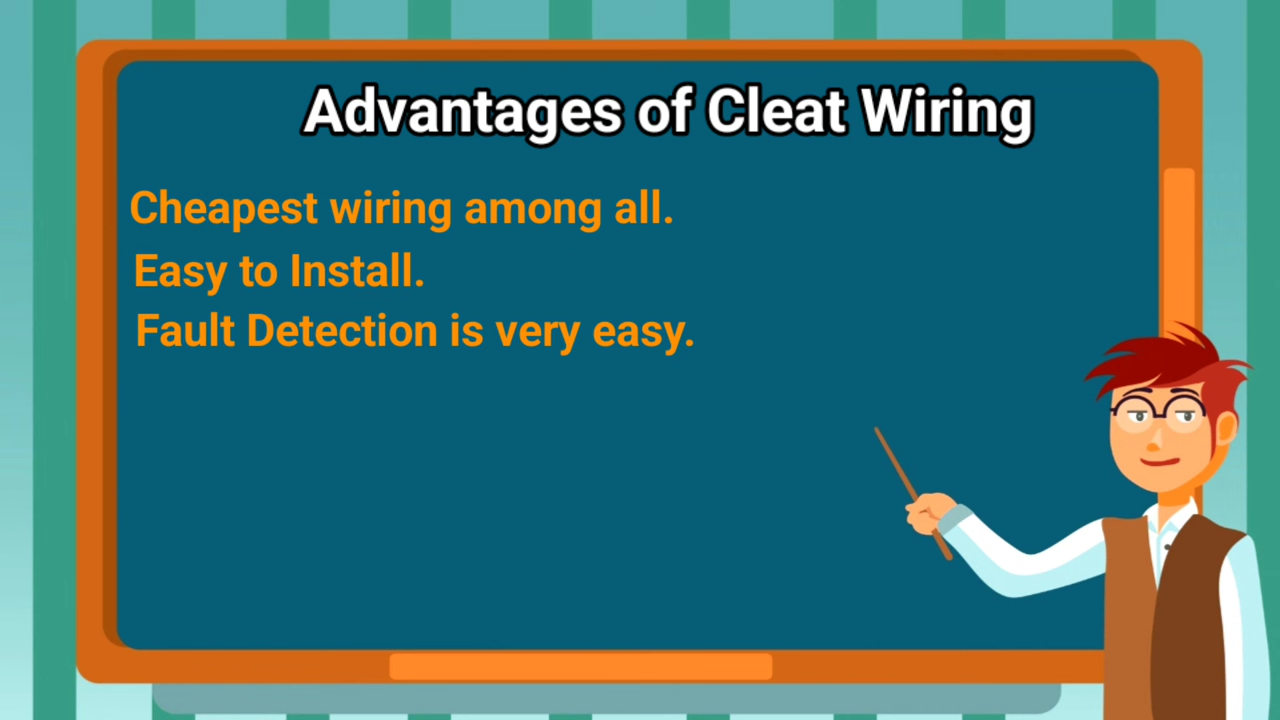 Advantages of Cleat Wiring
Cheapest wiring among all.
Easy to Install.
Fault Detection is very easy.